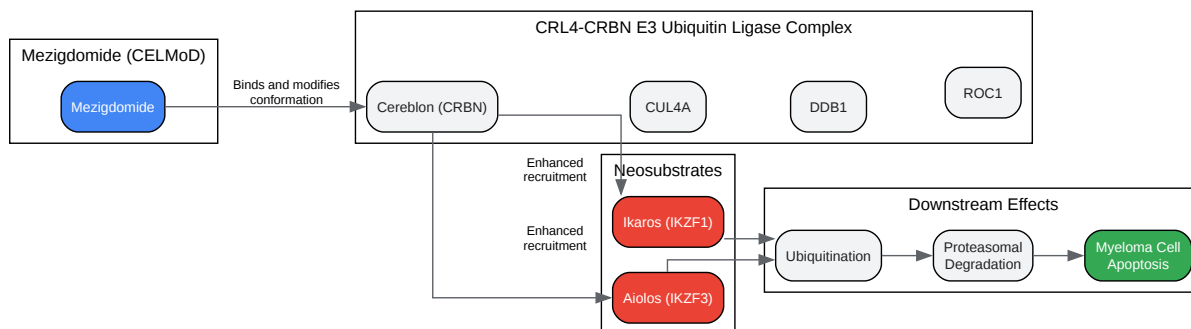 CRL4-CRBN E3 Ubiquitin Ligase Complex
Mezigdomide (CELMoD)
Mezigdomide
Binds and modifies
conformation
Cereblon (CRBN)
CUL4A
DDB1
ROC1
Enhanced
recruitment
Neosubstrates
Ikaros (IKZF1)
Enhanced
recruitment
Aiolos (IKZF3)
Downstream Effects
Ubiquitination
Proteasomal
Degradation
Myeloma Cell
Apoptosis